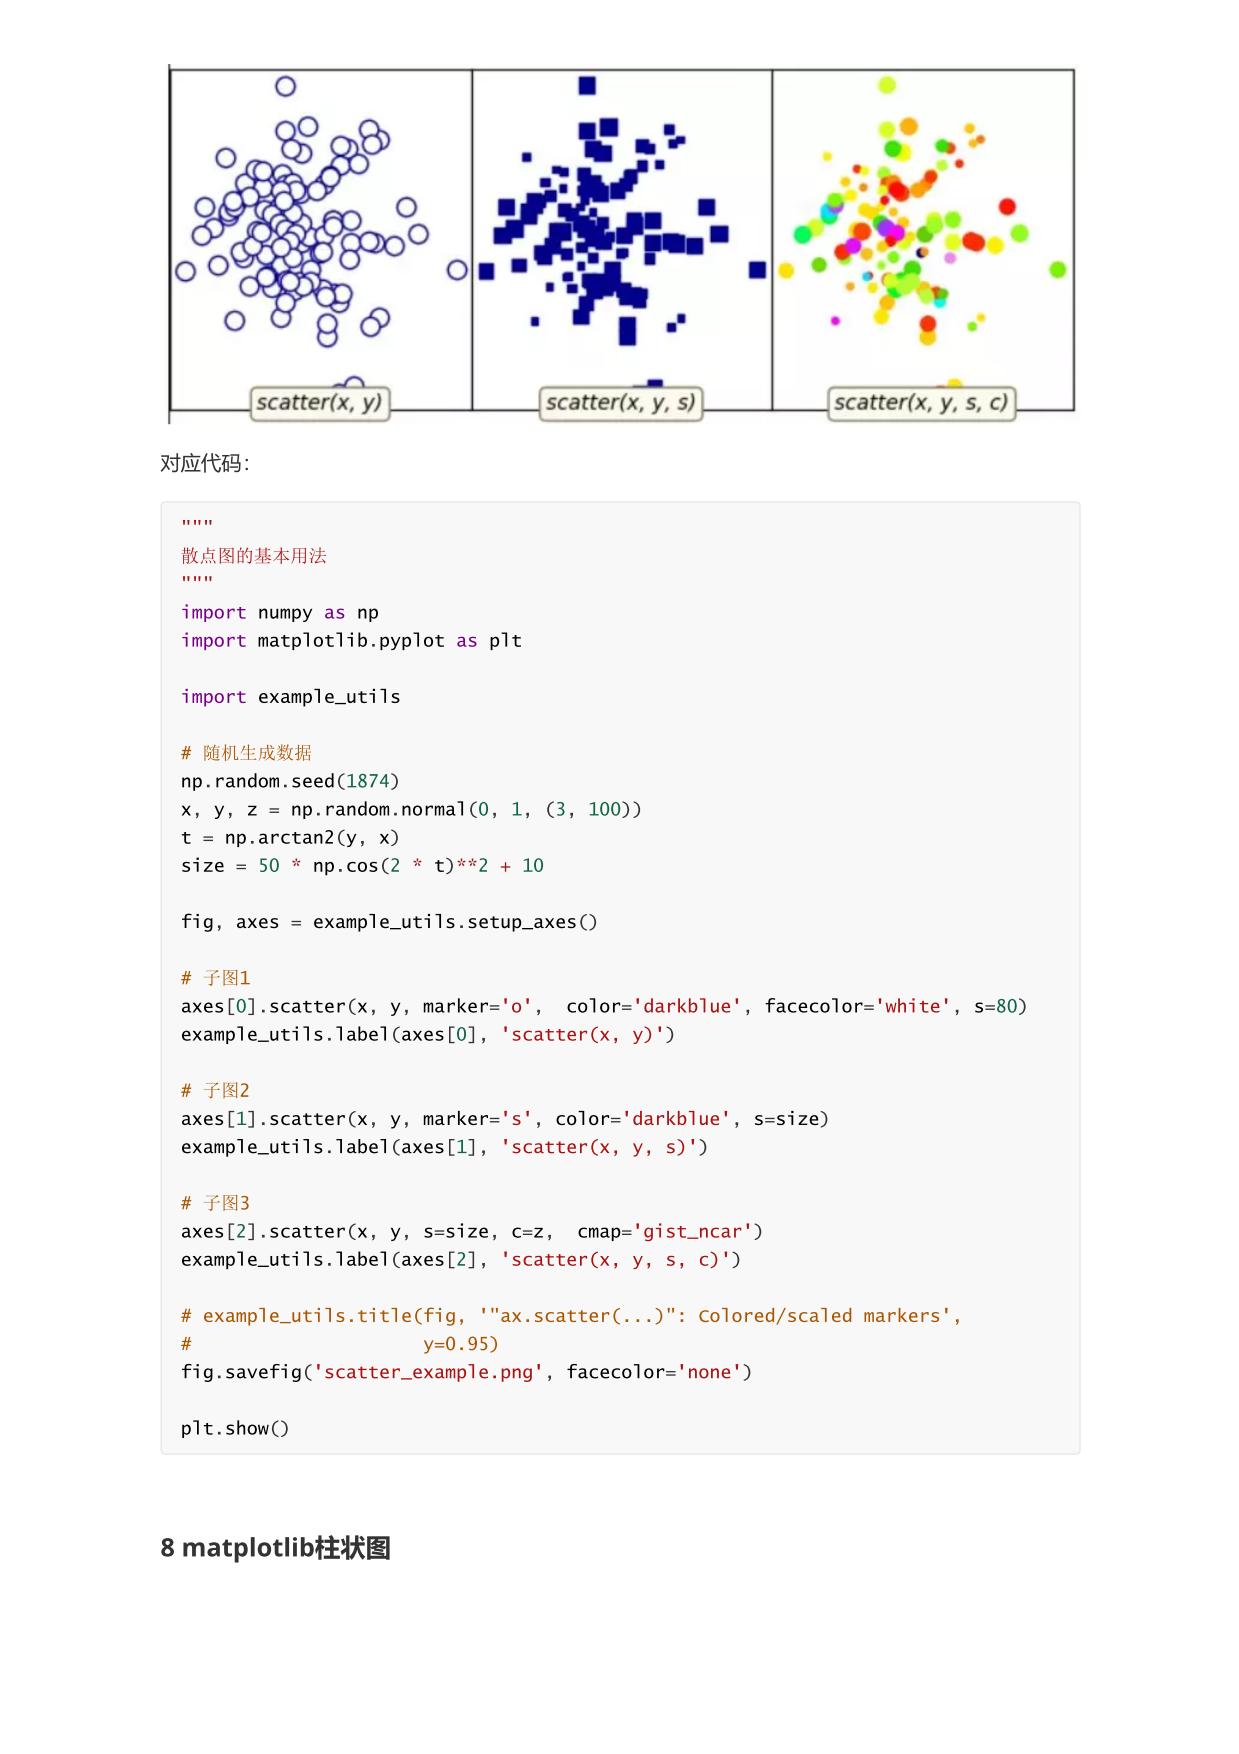 scatter(x, y) scatter(x, y, s) scatter(x, y, s, c)
对应代码：
"""
散点图的基本用法
"""
import numpy as np
import matplotlib.pyplot as plt

import example_utils

# 随机生成数据
np.random.seed(1874)
x, y, z = np.random.normal(0, 1, (3, 100))
t = np.arctan2(y, x)
size = 50 * np.cos(2 * t)**2 + 10

fig, axes = example_utils.setup_axes()

# 子图1
axes[0].scatter(x, y, marker='o',  color='darkblue', facecolor='white', s=80)
example_utils.label(axes[0], 'scatter(x, y)')

# 子图2
axes[1].scatter(x, y, marker='s', color='darkblue', s=size)
example_utils.label(axes[1], 'scatter(x, y, s)')

# 子图3
axes[2].scatter(x, y, s=size, c=z,  cmap='gist_ncar')
example_utils.label(axes[2], 'scatter(x, y, s, c)')

# example_utils.title(fig, '"ax.scatter(...)": Colored/scaled markers',
#                     y=0.95)
fig.savefig('scatter_example.png', facecolor='none')

plt.show()
8 matplotlib柱状图